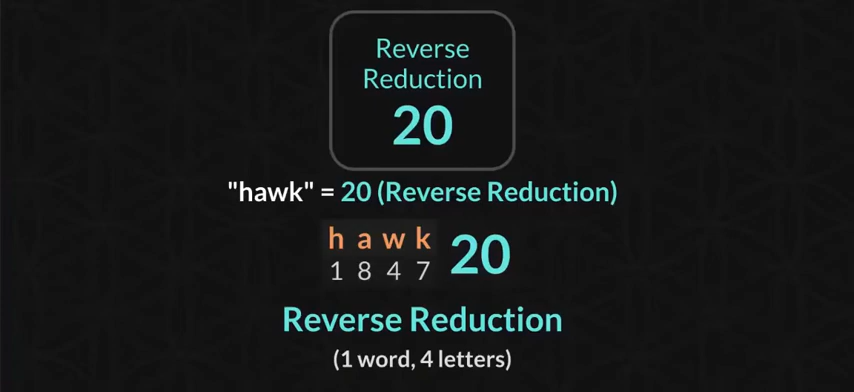 Reverse
Reduction
20
"hawk" = 20 (Reverse Reduction)
h a w k 20
1 8 4 7
Reverse Reduction
(1 word, 4 letters)